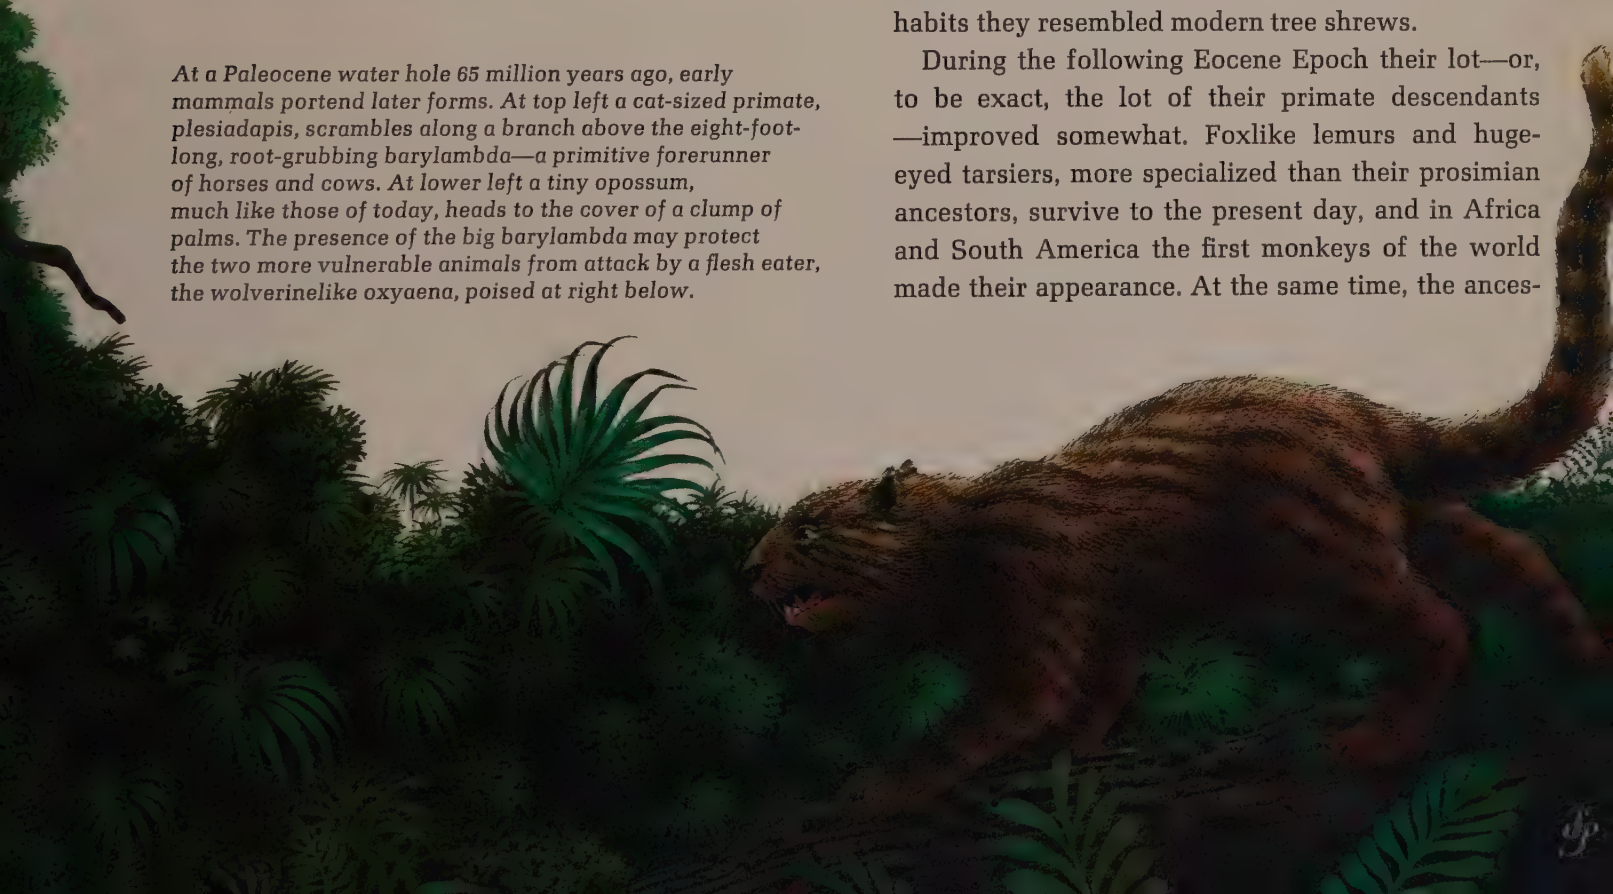 At a Paleocene water hole 65 million years ago, early
mammals portend later forms. At top left a cat-sized primate,
plesiadapis, scrambles along a branch above the eight-foot-
long, root-grubbing barylambda—a primitive forerunner
of horses and cows. At lower left a tiny opossum,
much like those of today, heads to the cover of a clump of
palms. The presence of the big barylambda may protect
the two more vulnerable animals from attack by a flesh eater,
the wolverinelike oxyaena, poised at right below.
habits they resembled modern tree shrews.
During the following Eocene Epoch their lot—or,
to be exact, the lot of their primate descendants
—improved somewhat. Foxlike lemurs and huge-
eyed tarsiers, more specialized than their prosimian
ancestors, survive to the present day, and in Africa
and South America the first monkeys of the world
made their appearance. At the same time, the ances-